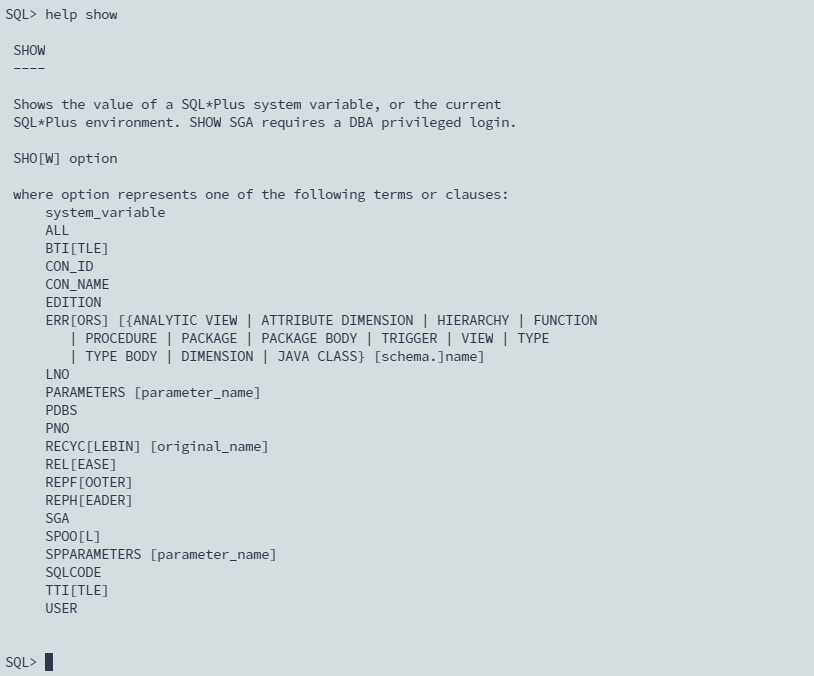 SQL> help show

 SHOW
 ----

 Shows the value of a SQL*Plus system variable, or the current
 SQL*Plus environment. SHOW SGA requires a DBA privileged login.

 SHO[W] option

 where option represents one of the following terms or clauses:
     system_variable
     ALL
     BTI[TLE]
     CON_ID
     CON_NAME
     EDITION
     ERR[ORS] [{ANALYTIC VIEW | ATTRIBUTE DIMENSION | HIERARCHY | FUNCTION
        | PROCEDURE | PACKAGE | PACKAGE BODY | TRIGGER | VIEW | TYPE
        | TYPE BODY | DIMENSION | JAVA CLASS} [schema.]name]
     LNO
     PARAMETERS [parameter_name]
     PDBS
     PNO
     RECYC[LEBIN] [original_name]
     REL[EASE]
     REPF[OOTER]
     REPH[EADER]
     SGA
     SPOO[L]
     SPPARAMETERS [parameter_name]
     SQLCODE
     TTI[TLE]
     USER


SQL>